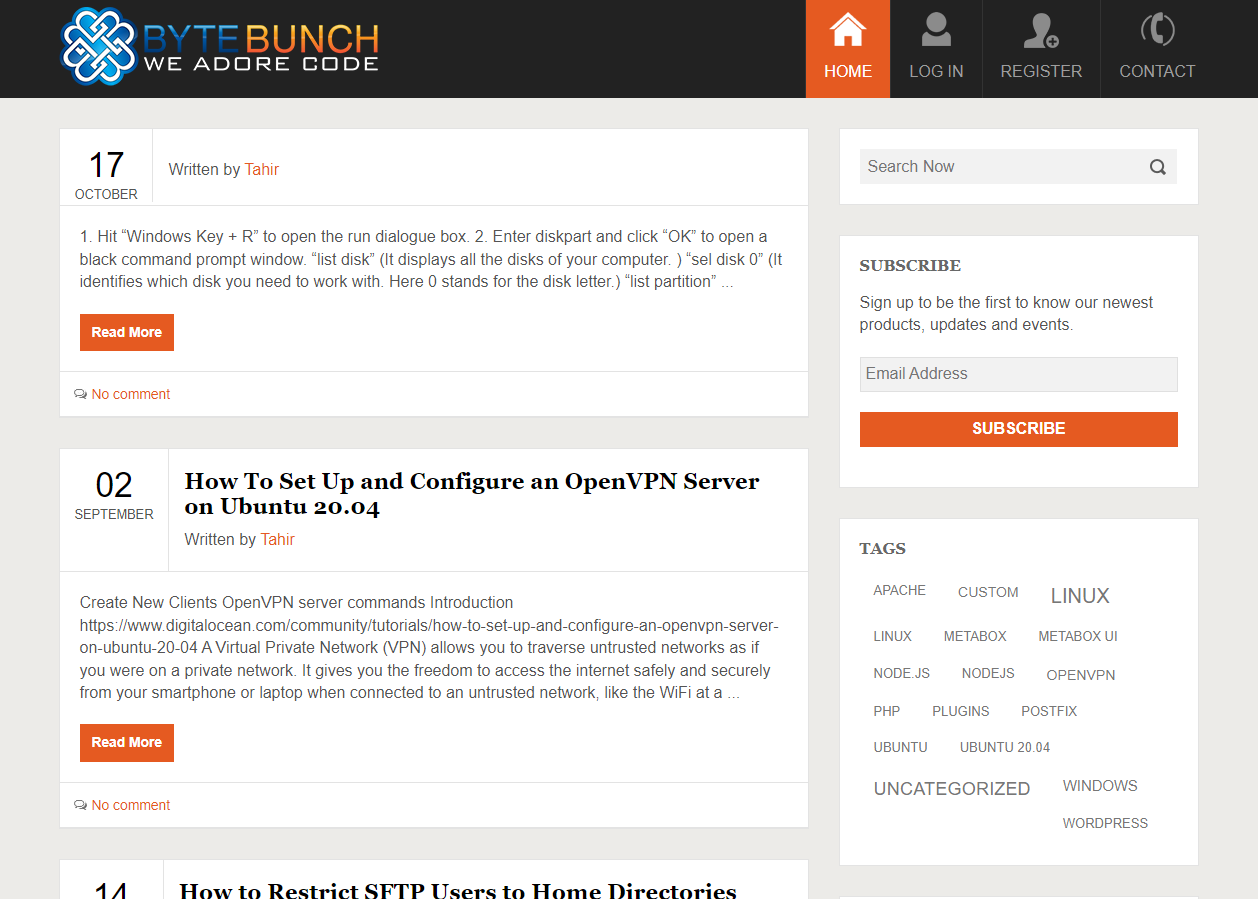 BYTEBUNCH
WE ADORE CODE
HOME
LOG IN
REGISTER
CONTACT
17
OCTOBER
Written by Tahir
1. Hit “Windows Key + R” to open the run dialogue box. 2. Enter diskpart and click “OK” to open a
black command prompt window. “list disk” (It displays all the disks of your computer. ) “sel disk 0” (It
identifies which disk you need to work with. Here 0 stands for the disk letter.) “list partition” ...
Read More
No comment
02
SEPTEMBER
How To Set Up and Configure an OpenVPN Server
on Ubuntu 20.04
Written by Tahir
Create New Clients OpenVPN server commands Introduction
https://www.digitalocean.com/community/tutorials/how-to-set-up-and-configure-an-openvpn-server-
on-ubuntu-20-04 A Virtual Private Network (VPN) allows you to traverse untrusted networks as if
you were on a private network. It gives you the freedom to access the internet safely and securely
from your smartphone or laptop when connected to an untrusted network, like the WiFi at a ...
Read More
No comment
14
How to Restrict SFTP Users to Home Directories
Search Now
SUBSCRIBE
Sign up to be the first to know our newest
products, updates and events.
Email Address
SUBSCRIBE
TAGS
APACHE CUSTOM LINUX
LINUX METABOX METABOX UI
NODE.JS NODEJS OPENVPN
PHP PLUGINS POSTFIX
UBUNTU UBUNTU 20.04
UNCATEGORIZED WINDOWS
WORDPRESS